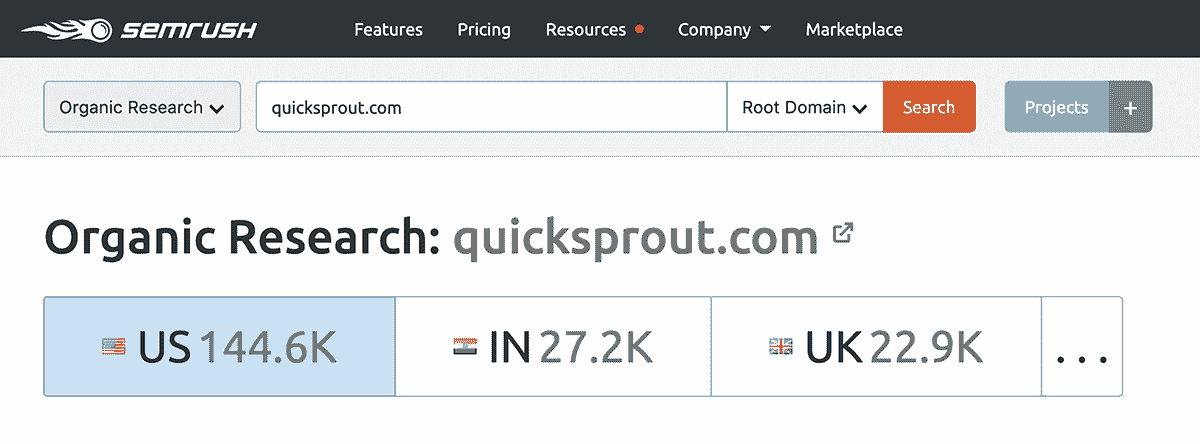 SEMRUSH Features Pricing Resources Company Marketplace
Organic Research quicksprout.com Root Domain Search Projects +
Organic Research: quicksprout.com
US 144.6K IN 27.2K UK 22.9K ...